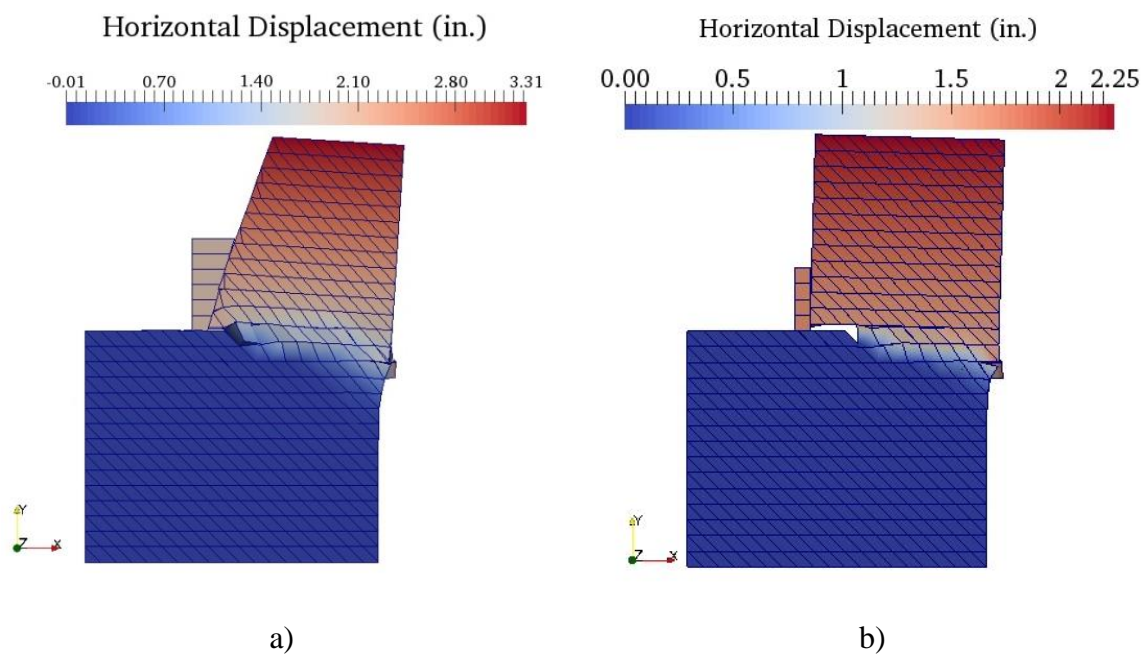 Horizontal Displacement (in.)
-0.01 0.70 1.40 2.10 2.80 3.31
Y
Z X
a)
Horizontal Displacement (in.)
0.00 0.5 1 1.5 2 2.25
Y
Z X
b)